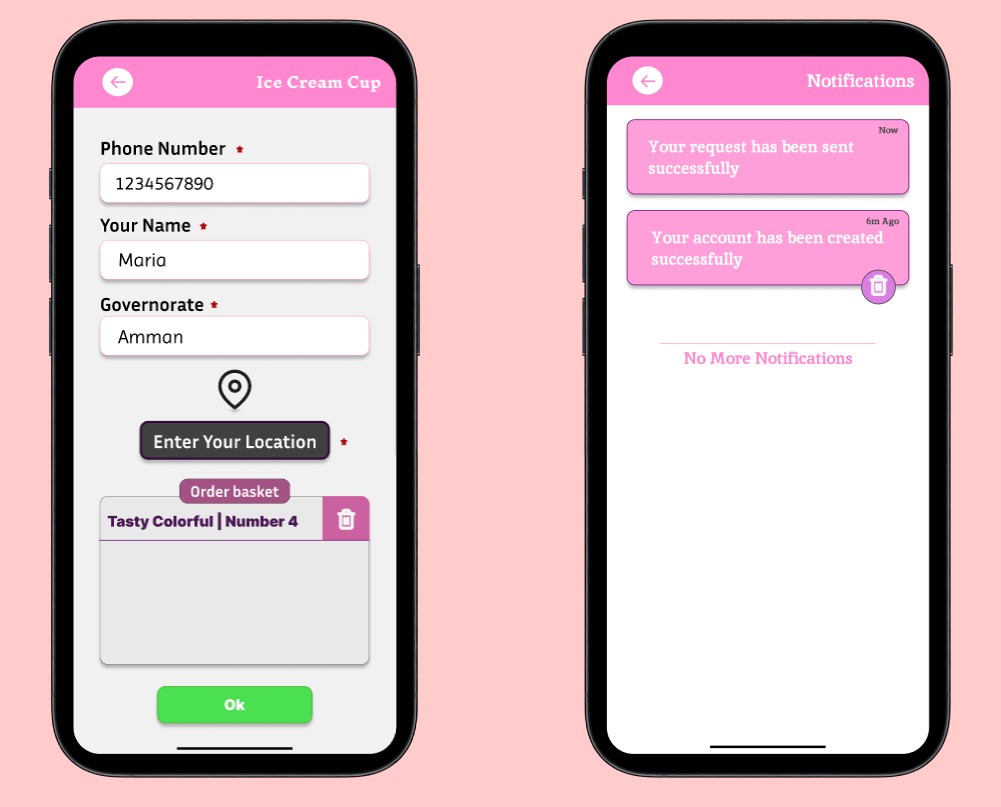 Ice Cream Cup
Phone Number *
1234567890
Your Name *
Maria
Governorate *
Amman
Enter Your Location *
Order basket
Tasty Colorful | Number 4
Ok
Notifications
Now
Your request has been sent
successfully
6m Ago
Your account has been created
successfully
No More Notifications